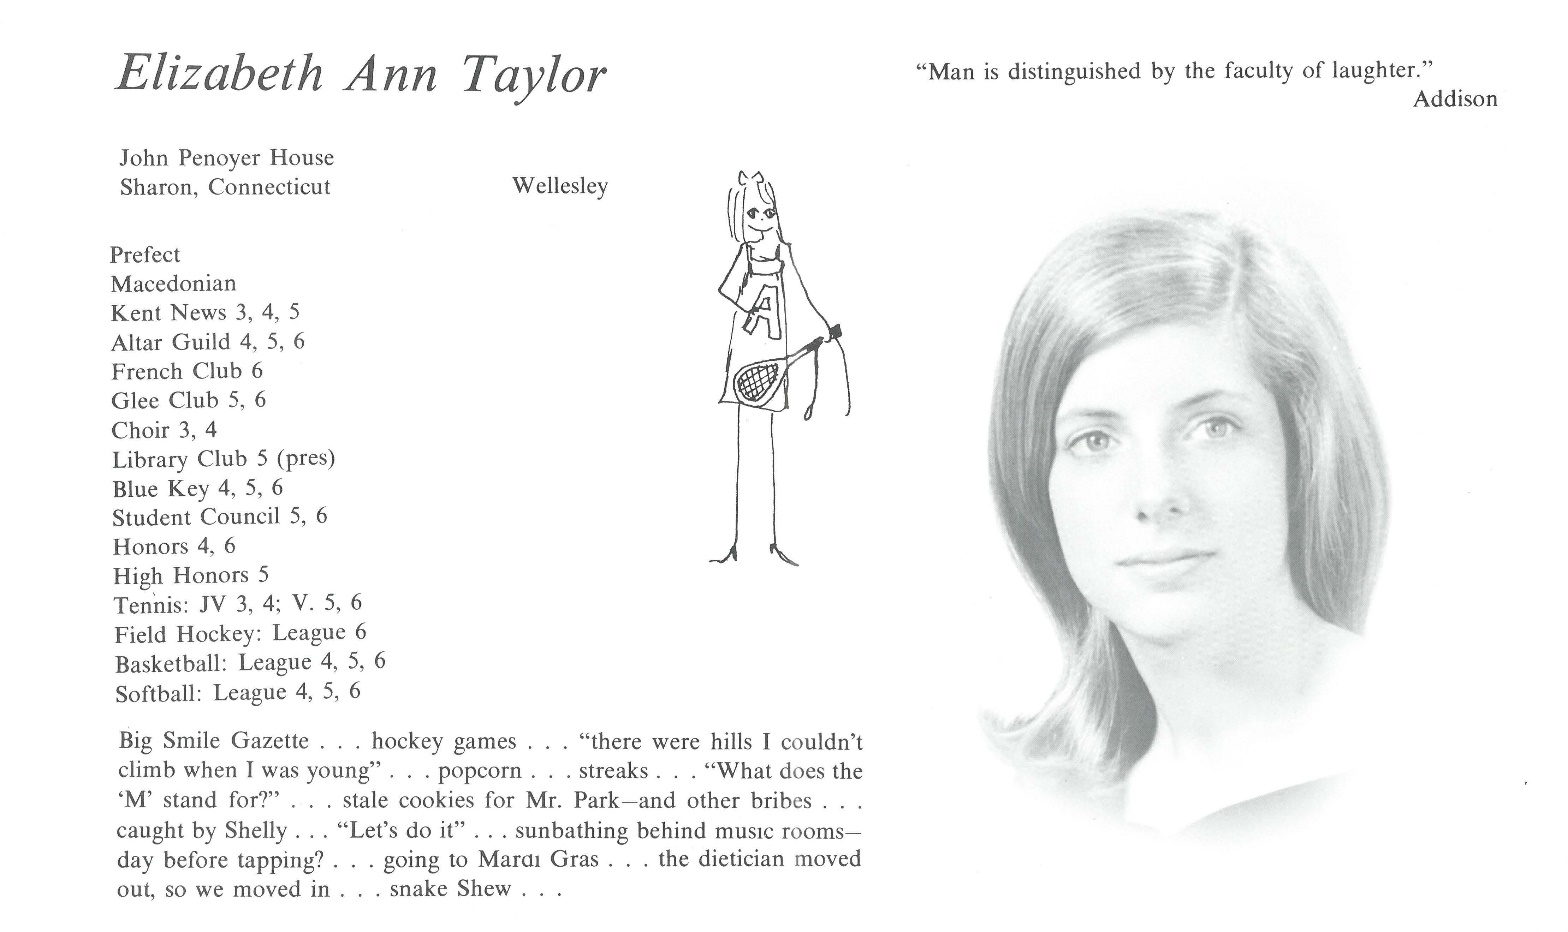 Elizabeth Ann Taylor
“Man is distinguished by the faculty of laughter.”
Addison
John Penoyer House
Sharon, Connecticut
Wellesley
Prefect
Macedonian
Kent News 3, 4, 5
Altar Guild 4, 5, 6
French Club 6
Glee Club 5, 6
Choir 3, 4
Library Club 5 (pres)
Blue Key 4, 5, 6
Student Council 5, 6
Honors 4, 6
High Honors 5
Tennis: JV 3, 4; V. 5, 6
Field Hockey: League 6
Basketball: League 4, 5, 6
Softball: League 4, 5, 6
A
Big Smile Gazette . . . hockey games . . . “there were hills I couldn’t
climb when I was young” . . . popcorn . . . streaks . . . “What does the
‘M’ stand for?” . . . stale cookies for Mr. Park—and other bribes . . .
caught by Shelly . . . “Let’s do it” . . . sunbathing behind music rooms—
day before tapping? . . . going to Mardi Gras . . . the dietician moved
out, so we moved in . . . snake Shew . . .